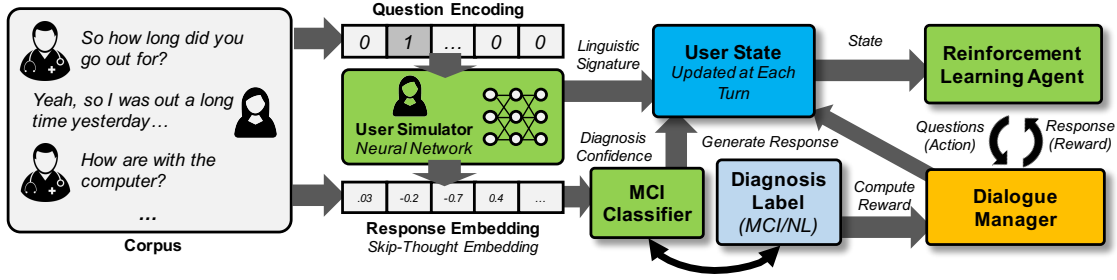 So how long did you
go out for?
Yeah, so I was out a long
time yesterday…
How are with the
computer?
…
Corpus
Question Encoding
0 1 … 0 0
User Simulator
Neural Network
.03 -0.2 -0.7 0.4 …
Response Embedding
Skip-Thought Embedding
Linguistic
Signature
Diagnosis
Confidence
MCI
Classifier
User State
Updated at Each
Turn
Generate Response
Diagnosis
Label
(MCI/NL)
State
Compute
Reward
Reinforcement
Learning Agent
Questions
(Action)
Response
(Reward)
Dialogue
Manager